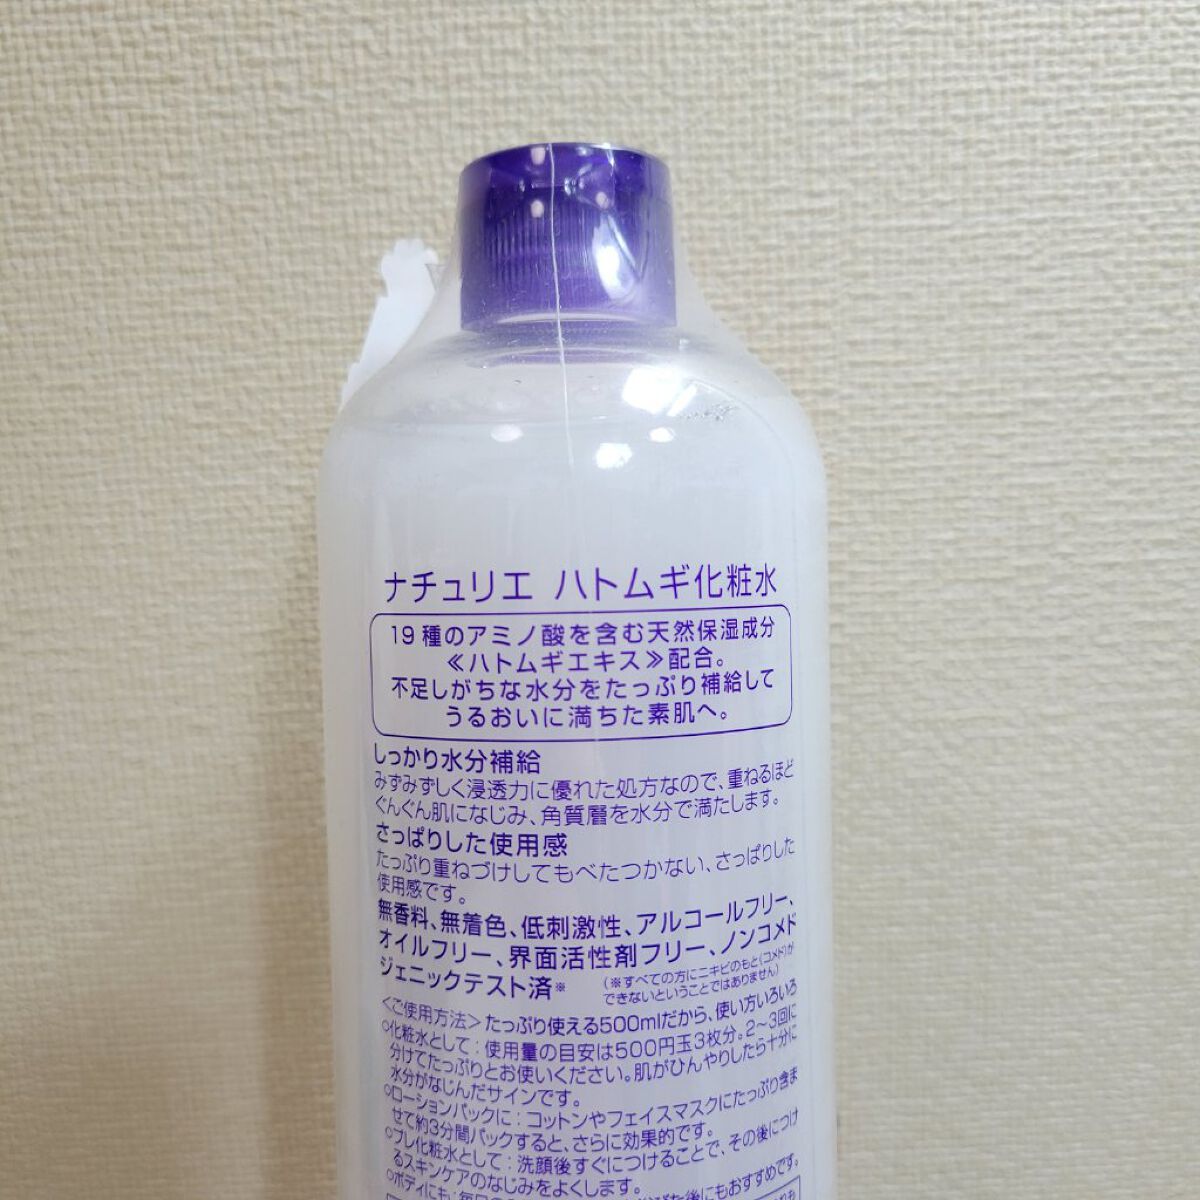 ナチュリエ ハトムギ化粧水
19種のアミノ酸を含む天然保湿成分
≪ハトムギエキス≫配合。
不足しがちな水分をたっぷり補給して
うるおいに満ちた素肌へ。
しっかり水分補給
みずみずしく浸透力に優れた処方なので、重ねるほど
ぐんぐん肌になじみ、角質層を水分で満たします。
さっぱりした使用感
たっぷり重ねづけしてもべたつかない、さっぱりした
使用感です。
無香料、無着色、低刺激性、アルコールフリー、
オイルフリー、界面活性剤フリー、ノンコメド
ジェニックテスト済※
(※すべての方にニキビのもと(コメド)が
できないということではありません)
<ご使用方法>たっぷり使える500mlだから、使い方いろいろ
○化粧水として:使用量の目安は500円玉3枚分。2〜3回に
分けてたっぷりとお使いください。肌がひんやりしたら十分に
水分がなじんだサインです。
○ローションパックに:コットンやフェイスマスクにたっぷり含ま
せて約3分間パックすると、さらに効果的です。
○プレ化粧水として:洗顔後すぐにつけることで、その後につけ
るスキンケアのなじみをよくします。
○ボディにも:毎日の
た後にもおすすめです。